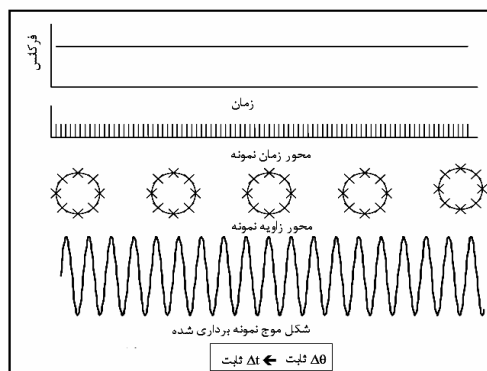 فرکانس
زمان
محور زمان نمونه
محور زاویه نمونه
شکل موج نمونه برداری شده
Δθ ثابت ← Δt ثابت